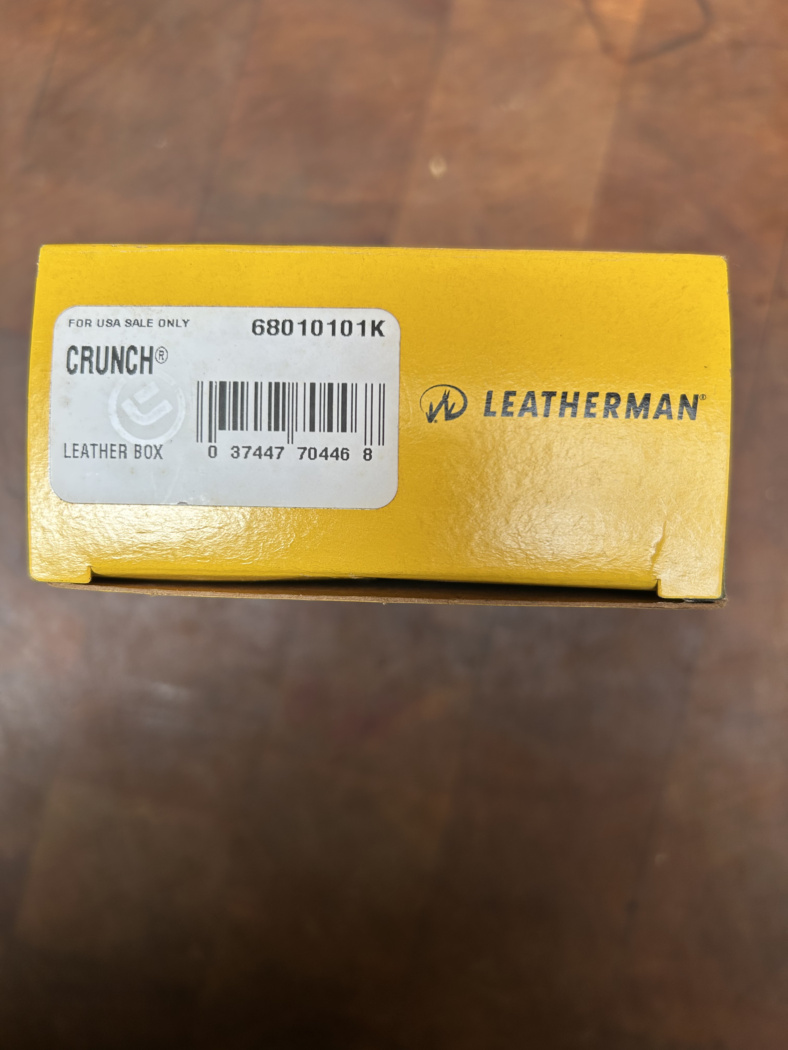 FOR USA SALE ONLY
68010101K
CRUNCH®
LEATHER BOX
0 37447 70446 8
LEATHERMAN®